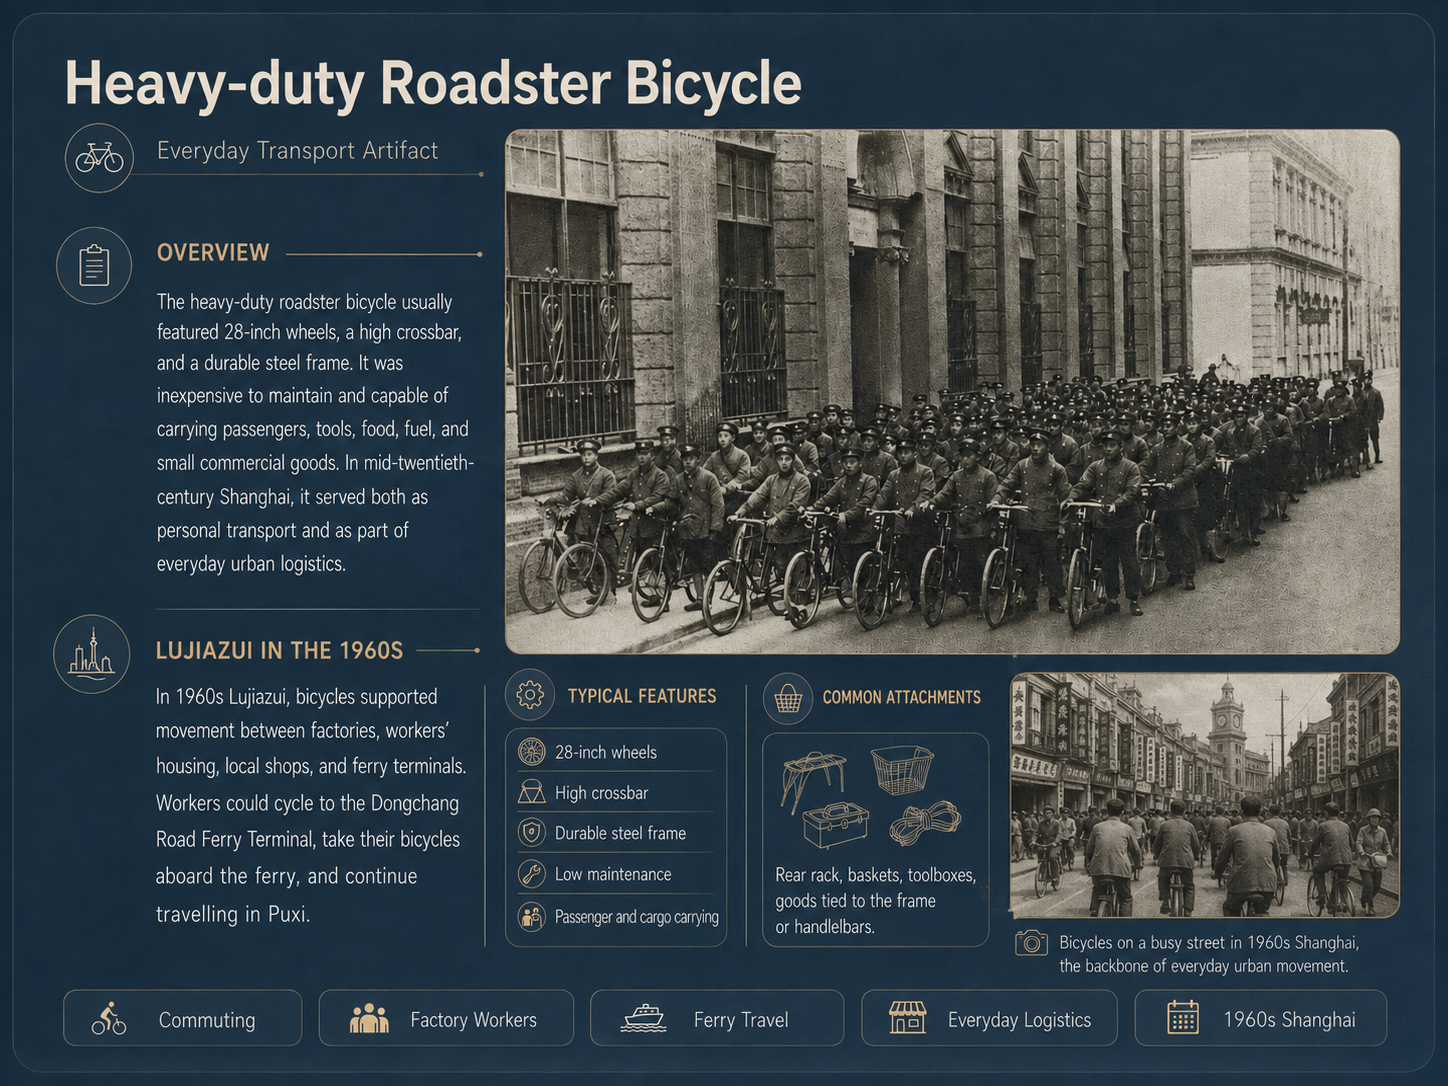 Heavy-duty Roadster Bicycle
Everyday Transport Artifact
OVERVIEW
The heavy-duty roadster bicycle usually
featured 28-inch wheels, a high crossbar,
and a durable steel frame. It was
inexpensive to maintain and capable of
carrying passengers, tools, food, fuel, and
small commercial goods. In mid-twentieth-
century Shanghai, it served both as
personal transport and as part of
everyday urban logistics.
LUJIAZUI IN THE 1960S
In 1960s Lujiazui, bicycles supported
movement between factories, workers'
housing, local shops, and ferry terminals.
Workers could cycle to the Dongchang
Road Ferry Terminal, take their bicycles
aboard the ferry, and continue
travelling in Puxi.
TYPICAL FEATURES
28-inch wheels
High crossbar
Durable steel frame
Low maintenance
Passenger and cargo carrying
COMMON ATTACHMENTS
Rear rack, baskets, toolboxes,
goods tied to the frame
or handlelbars.
Bicycles on a busy street in 1960s Shanghai,
the backbone of everyday urban movement.
Commuting
Factory Workers
Ferry Travel
Everyday Logistics
1960s Shanghai